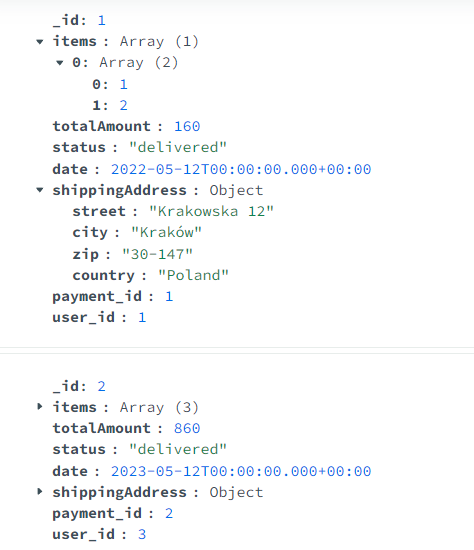 _id: 1
items : Array (1)
0: Array (2)
0: 1
1: 2
totalAmount : 160
status : "delivered"
date : 2022-05-12T00:00:00.000+00:00
shippingAddress : Object
street : "Krakowska 12"
city : "Kraków"
zip : "30-147"
country : "Poland"
payment_id : 1
user_id : 1
_id: 2
items : Array (3)
totalAmount : 860
status : "delivered"
date : 2023-05-12T00:00:00.000+00:00
shippingAddress : Object
payment_id : 2
user_id : 3